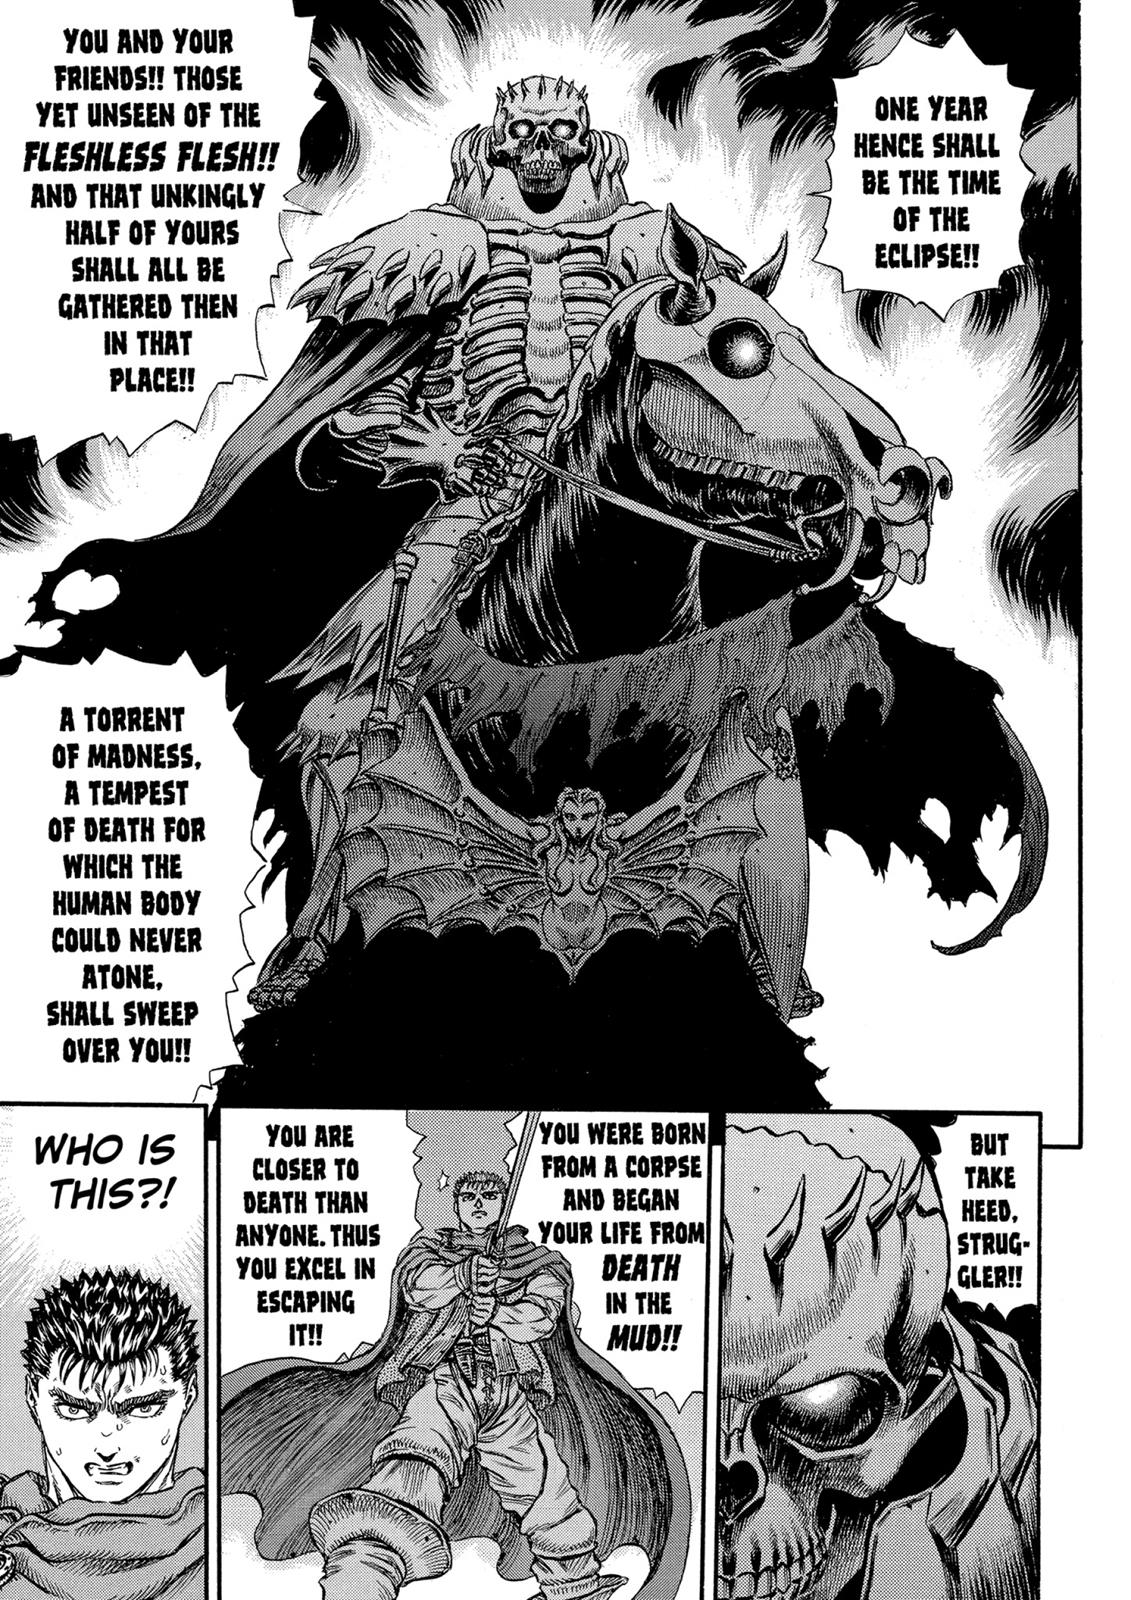 ONE YEAR
HENCE SHALL
BE THE TIME
OF THE
ECLIPSE!!
YOU AND YOUR
FRIENDS!! THOSE
YET UNSEEN OF THE
FLESHLESS FLESH!!
AND THAT UNKINGLY
HALF OF YOURS
SHALL ALL BE
GATHERED THEN
IN THAT
PLACE!!
A TORRENT
OF MADNESS,
A TEMPEST
OF DEATH FOR
WHICH THE
HUMAN BODY
COULD NEVER
ATONE,
SHALL SWEEP
OVER YOU!!
BUT
TAKE
HEED,
STRUG-
GLER!!
YOU WERE BORN
FROM A CORPSE
AND BEGAN
YOUR LIFE FROM
DEATH
IN THE
MUD!!
YOU ARE
CLOSER TO
DEATH THAN
ANYONE. THUS
YOU EXCEL IN
ESCAPING
IT!!
WHO IS
THIS?!